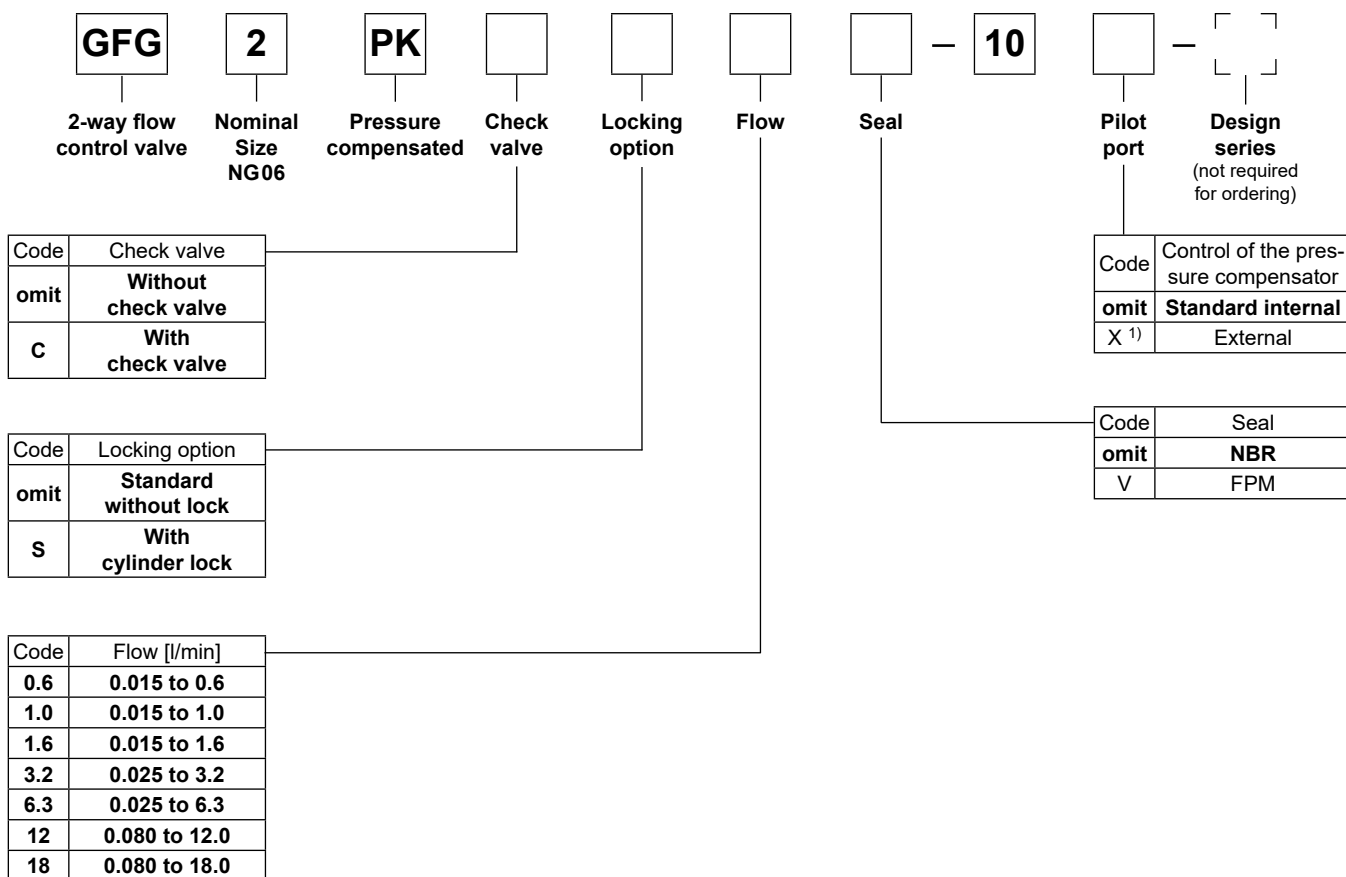 GFG 2 PK – 10 –
2-way flow control valve
Nominal Size NG06
Pressure compensated
Check valve
Locking option
Flow
Seal
Pilot port
Design series
(not required for ordering)
Code Check valve
omit Without check valve
C With check valve
Code Locking option
omit Standard without lock
S With cylinder lock
Code Flow [l/min]
0.6 0.015 to 0.6
1.0 0.015 to 1.0
1.6 0.015 to 1.6
3.2 0.025 to 3.2
6.3 0.025 to 6.3
12 0.080 to 12.0
18 0.080 to 18.0
Code Control of the pres-
sure compensator
omit Standard internal
X 1) External
Code Seal
omit NBR
V FPM